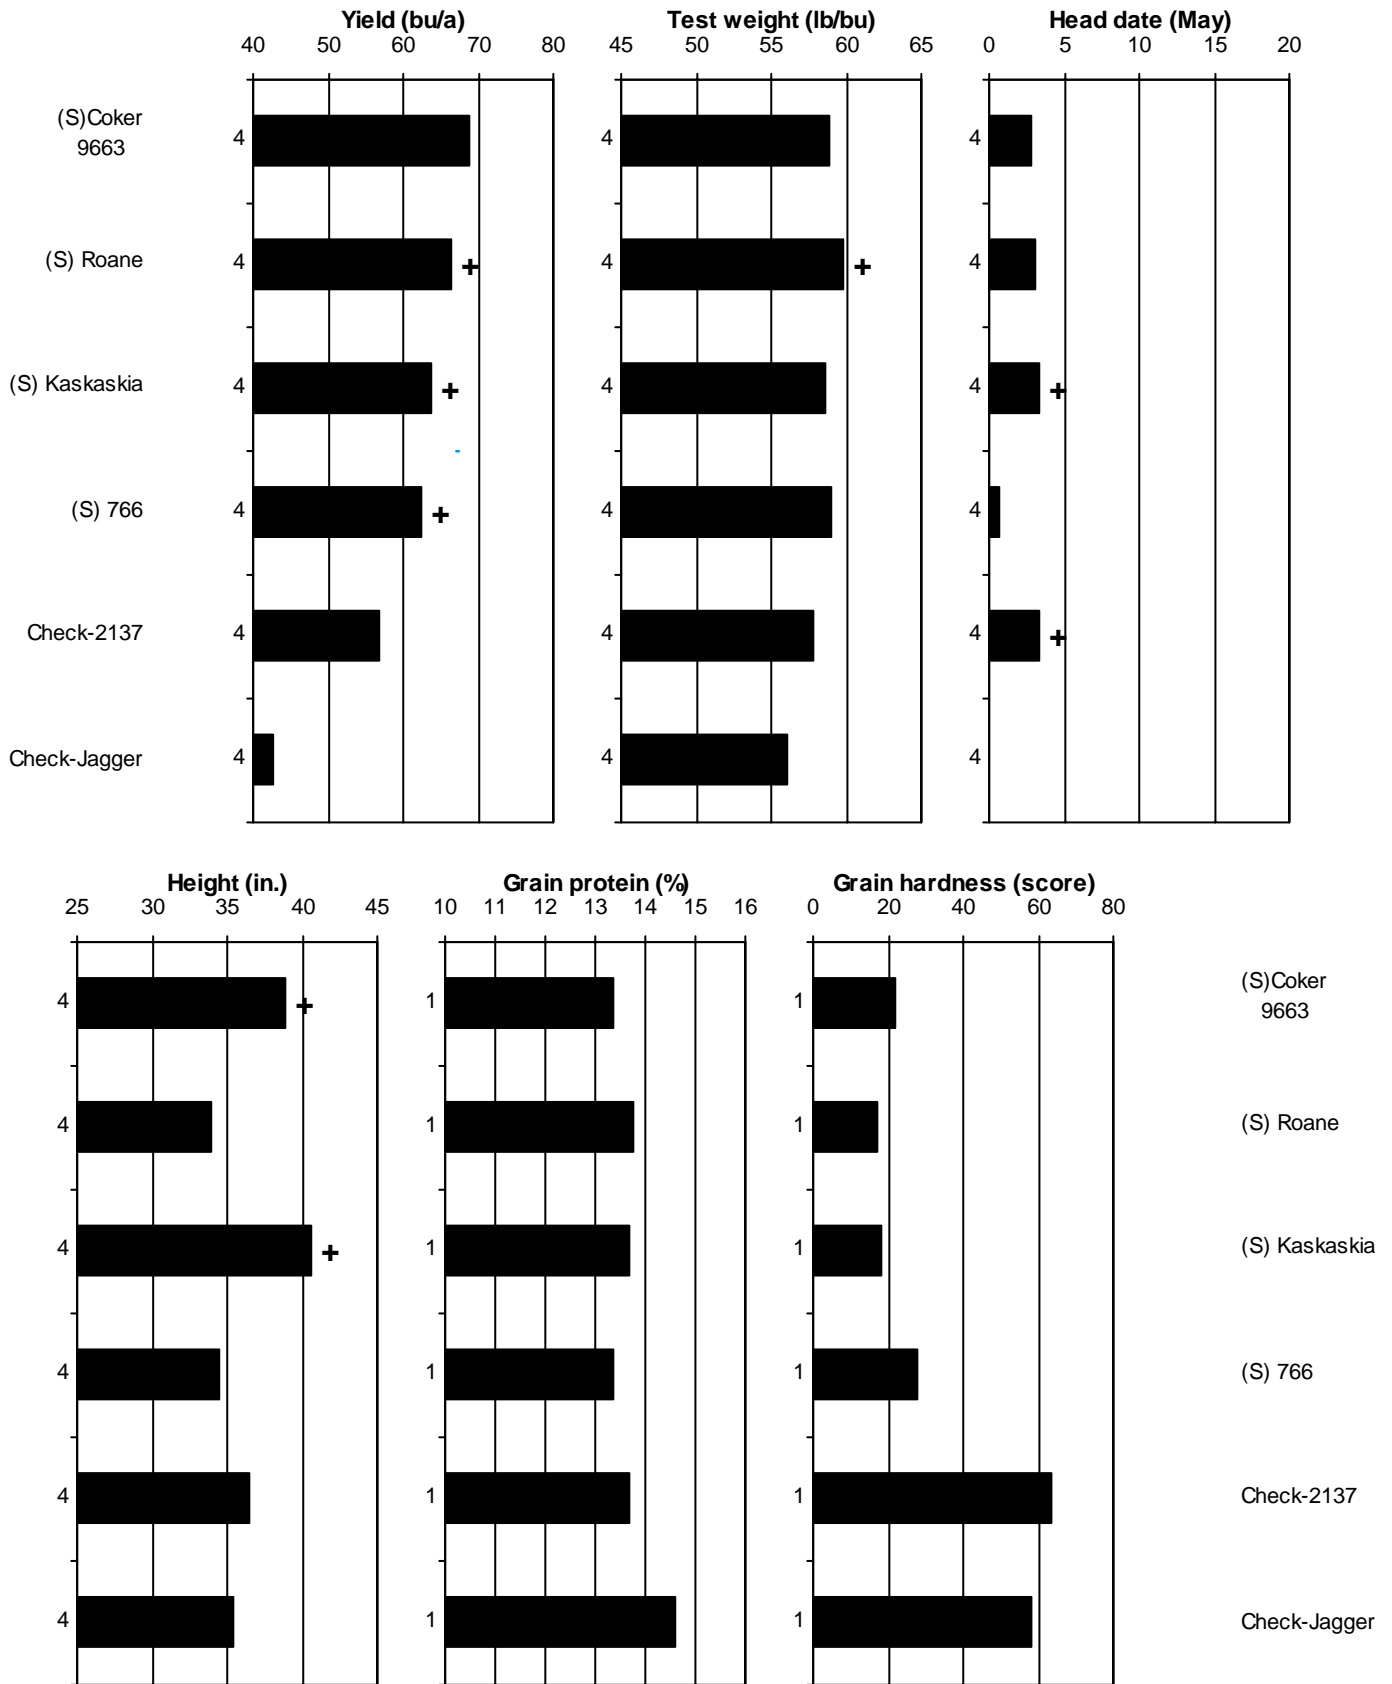 Yield (bu/a)
40 50 60 70 80
Test weight (lb/bu)
45 50 55 60 65
Head date (May)
0 5 10 15 20
(S)Coker
9663
4 4 4
(S) Roane 4 + 4 + 4
(S) Kaskaskia 4 + 4 4 +
(S) 766 4 + 4 4
Check-2137 4 4 4 +
Check-Jagger 4 4 4
Height (in.)
25 30 35 40 45
Grain protein (%)
10 11 12 13 14 15 16
Grain hardness (score)
0 20 40 60 80
4 + 1 1
(S)Coker
9663
4 1 1 (S) Roane
4 + 1 1 (S) Kaskaskia
4 1 1 (S) 766
4 1 1 Check-2137
4 1 1 Check-Jagger